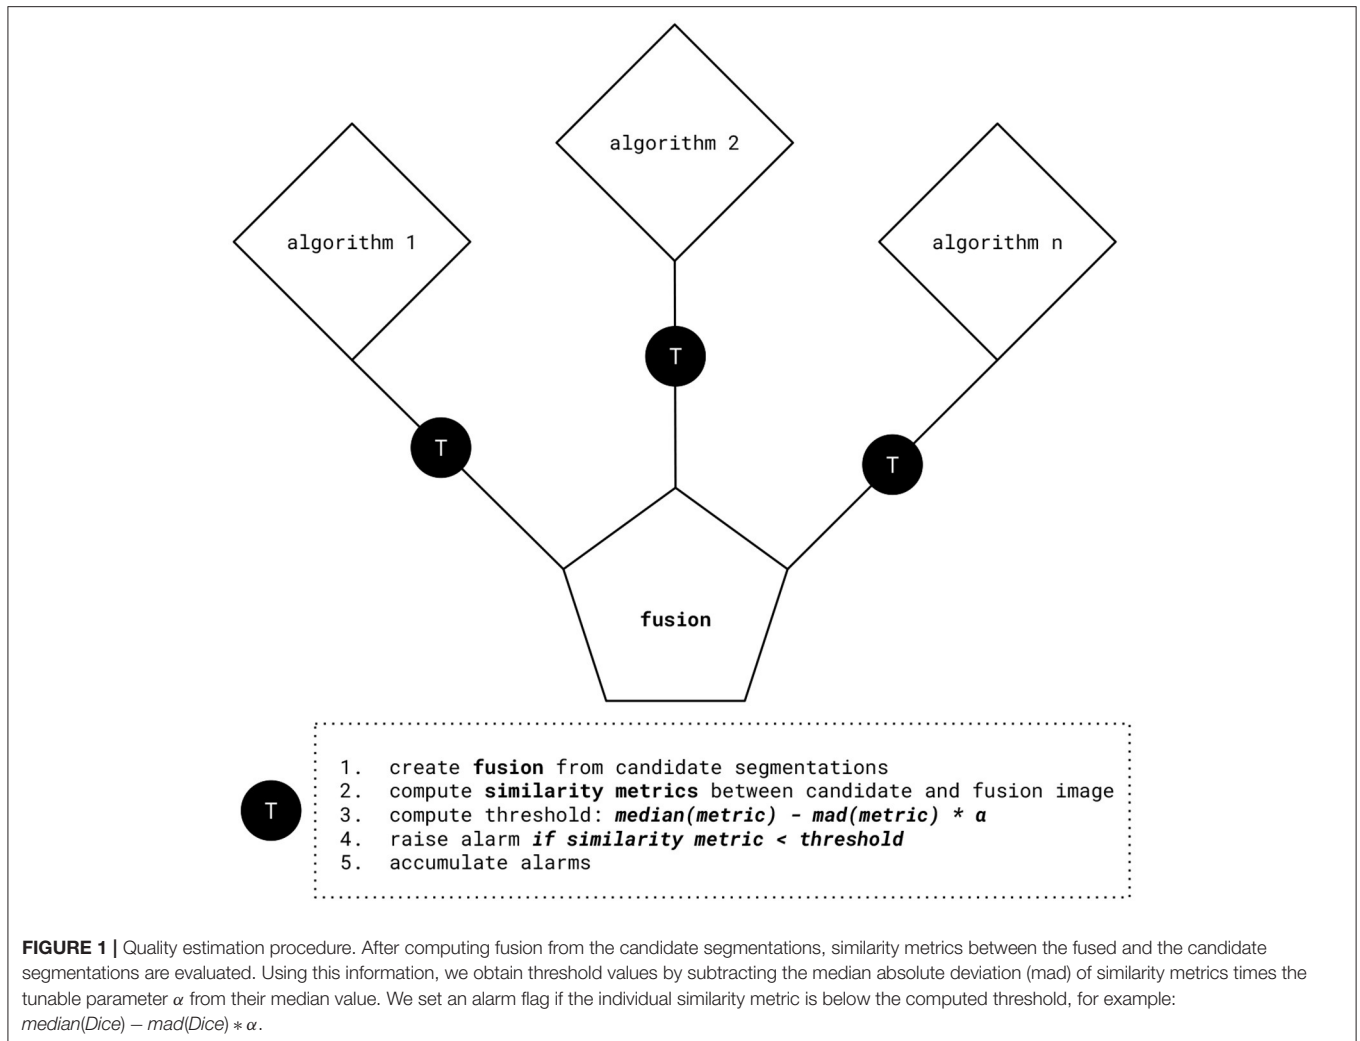 algorithm 2
algorithm 1
algorithm n
T
T
T
fusion
T
1. create fusion from candidate segmentations
2. compute similarity metrics between candidate and fusion image
3. compute threshold: median(metric) - mad(metric) * α
4. raise alarm if similarity metric < threshold
5. accumulate alarms
FIGURE 1 | Quality estimation procedure. After computing fusion from the candidate segmentations, similarity metrics between the fused and the candidate
segmentations are evaluated. Using this information, we obtain threshold values by subtracting the median absolute deviation (mad) of similarity metrics times the
tunable parameter α from their median value. We set an alarm flag if the individual similarity metric is below the computed threshold, for example:
median(Dice) − mad(Dice) ∗ α.